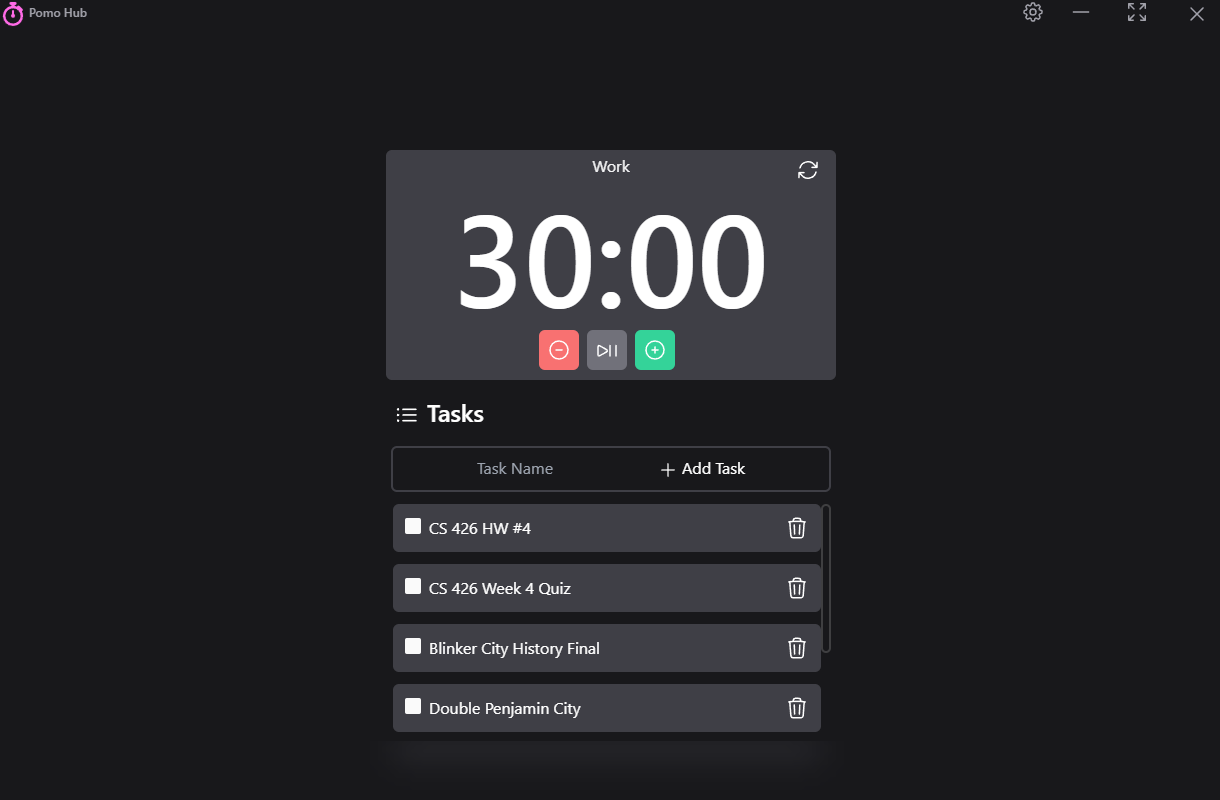 Pomo Hub
Work
30:00
Tasks
Task Name
Add Task
CS 426 HW #4
CS 426 Week 4 Quiz
Blinker City History Final
Double Penjamin City